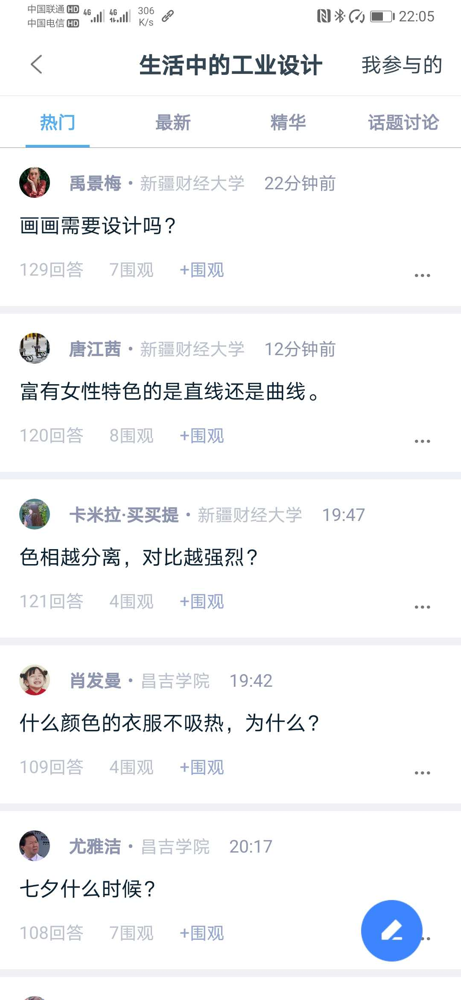 中国联通 HD 4G 4G 306
中国电信 HD K/s 22:05
生活中的工业设计 我参与的
热门 最新 精华 话题讨论
禹景梅·新疆财经大学 22分钟前
画画需要设计吗？
129回答 7围观 +围观
唐江茜·新疆财经大学 12分钟前
富有女性特色的是直线还是曲线。
120回答 8围观 +围观
卡米拉·买买提·新疆财经大学 19:47
色相越分离，对比越强烈？
121回答 4围观 +围观
肖发曼·昌吉学院 19:42
什么颜色的衣服不吸热，为什么？
109回答 4围观 +围观
尤雅洁·昌吉学院 20:17
七夕什么时候？
108回答 7围观 +围观